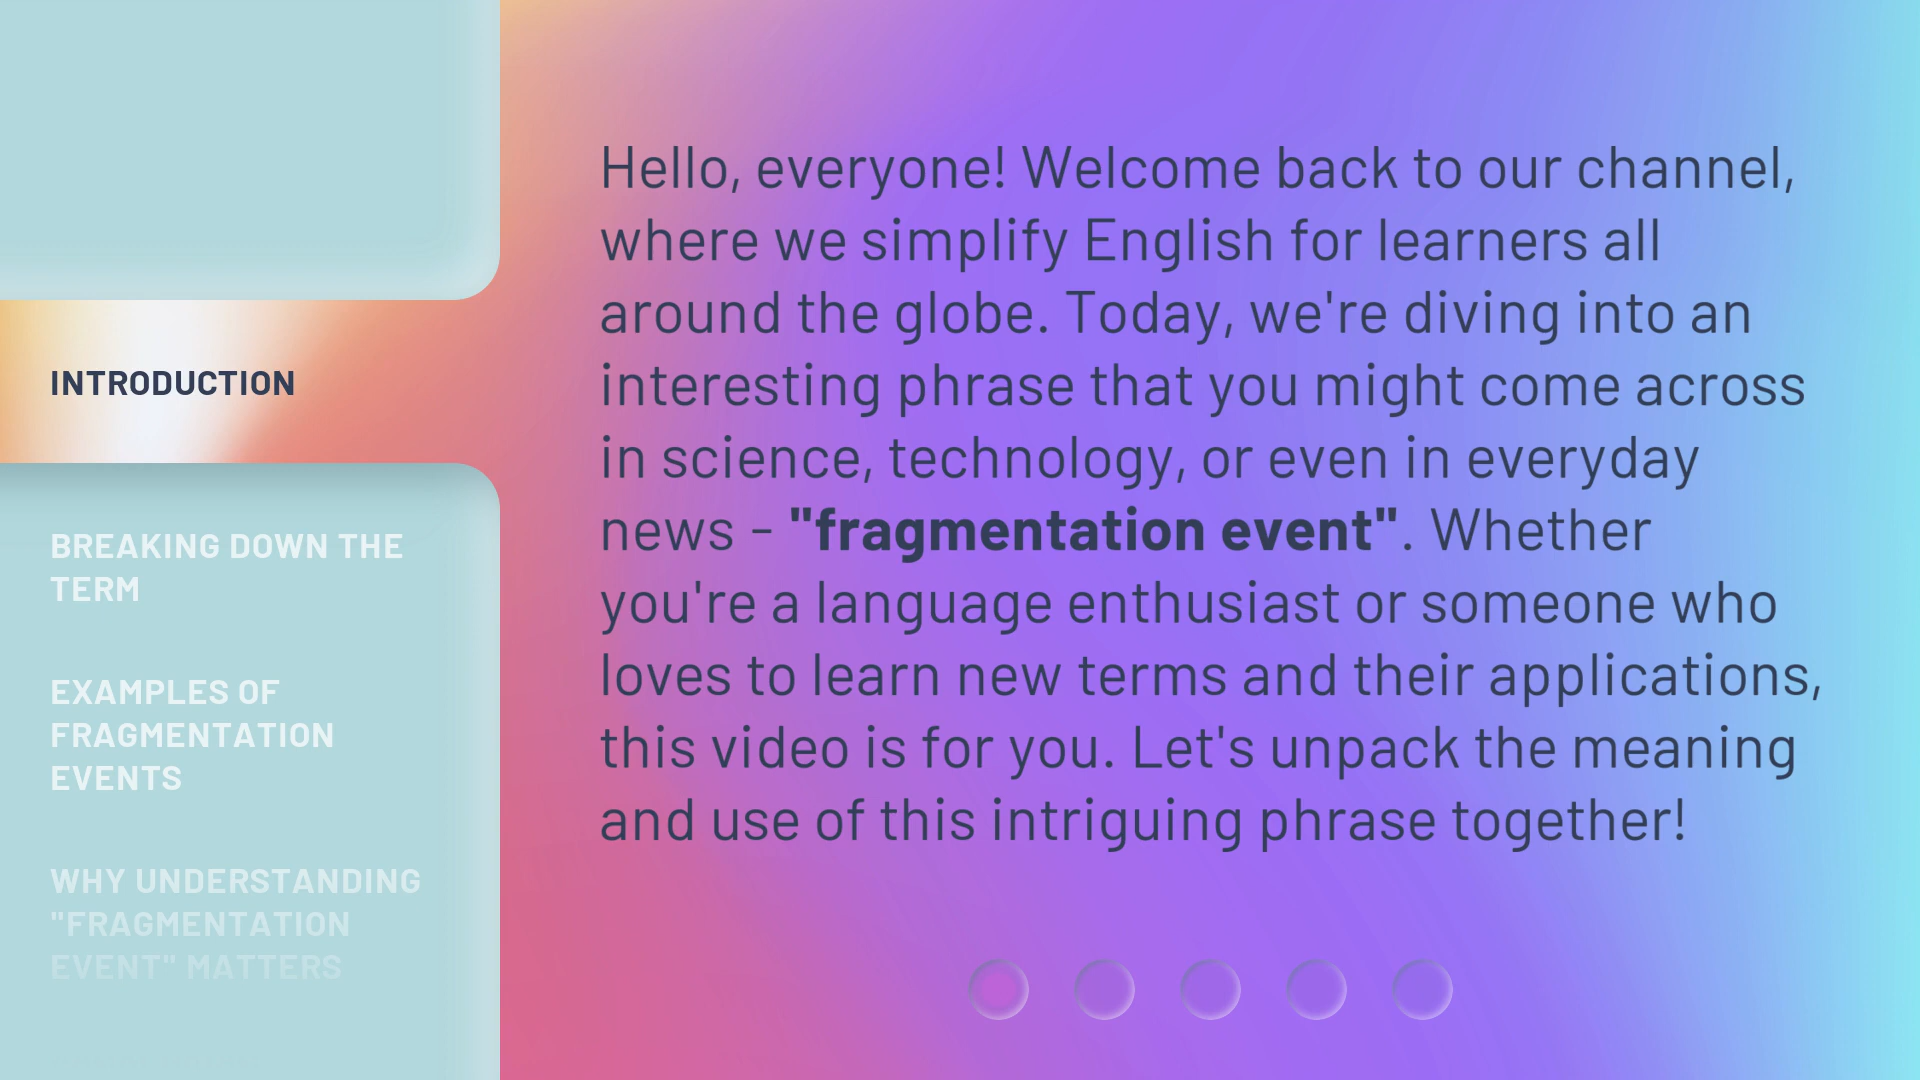 INTRODUCTION
BREAKING DOWN THE
TERM
EXAMPLES OF
FRAGMENTATION
EVENTS
WHY UNDERSTANDING
"FRAGMENTATION
EVENT" MATTERS
Hello, everyone! Welcome back to our channel,
where we simplify English for learners all
around the globe. Today, we're diving into an
interesting phrase that you might come across
in science, technology, or even in everyday
news - "fragmentation event". Whether
you're a language enthusiast or someone who
loves to learn new terms and their applications,
this video is for you. Let's unpack the meaning
and use of this intriguing phrase together!